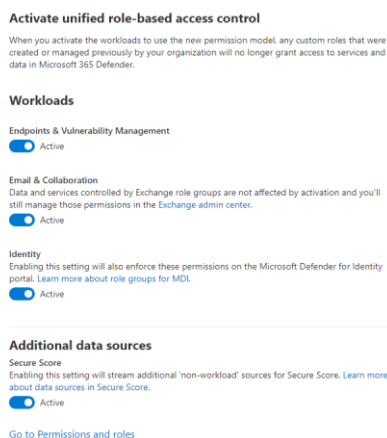 Activate unified role-based access control
When you activate the workloads to use the new permission model, any custom roles that were
created or managed previously by your organization will no longer grant access to services and
data in Microsoft 365 Defender.
Workloads
Endpoints & Vulnerability Management
Active
Email & Collaboration
Data and services controlled by Exchange role groups are not affected by activation and you'll
still manage those permissions in the Exchange admin center.
Active
Identity
Enabling this setting will also enforce these permissions on the Microsoft Defender for Identity
portal. Learn more about role groups for MDI.
Active
Additional data sources
Secure Score
Enabling this setting will stream additional 'non-workload' sources for Secure Score. Learn more
about data sources in Secure Score.
Active
Go to Permissions and roles